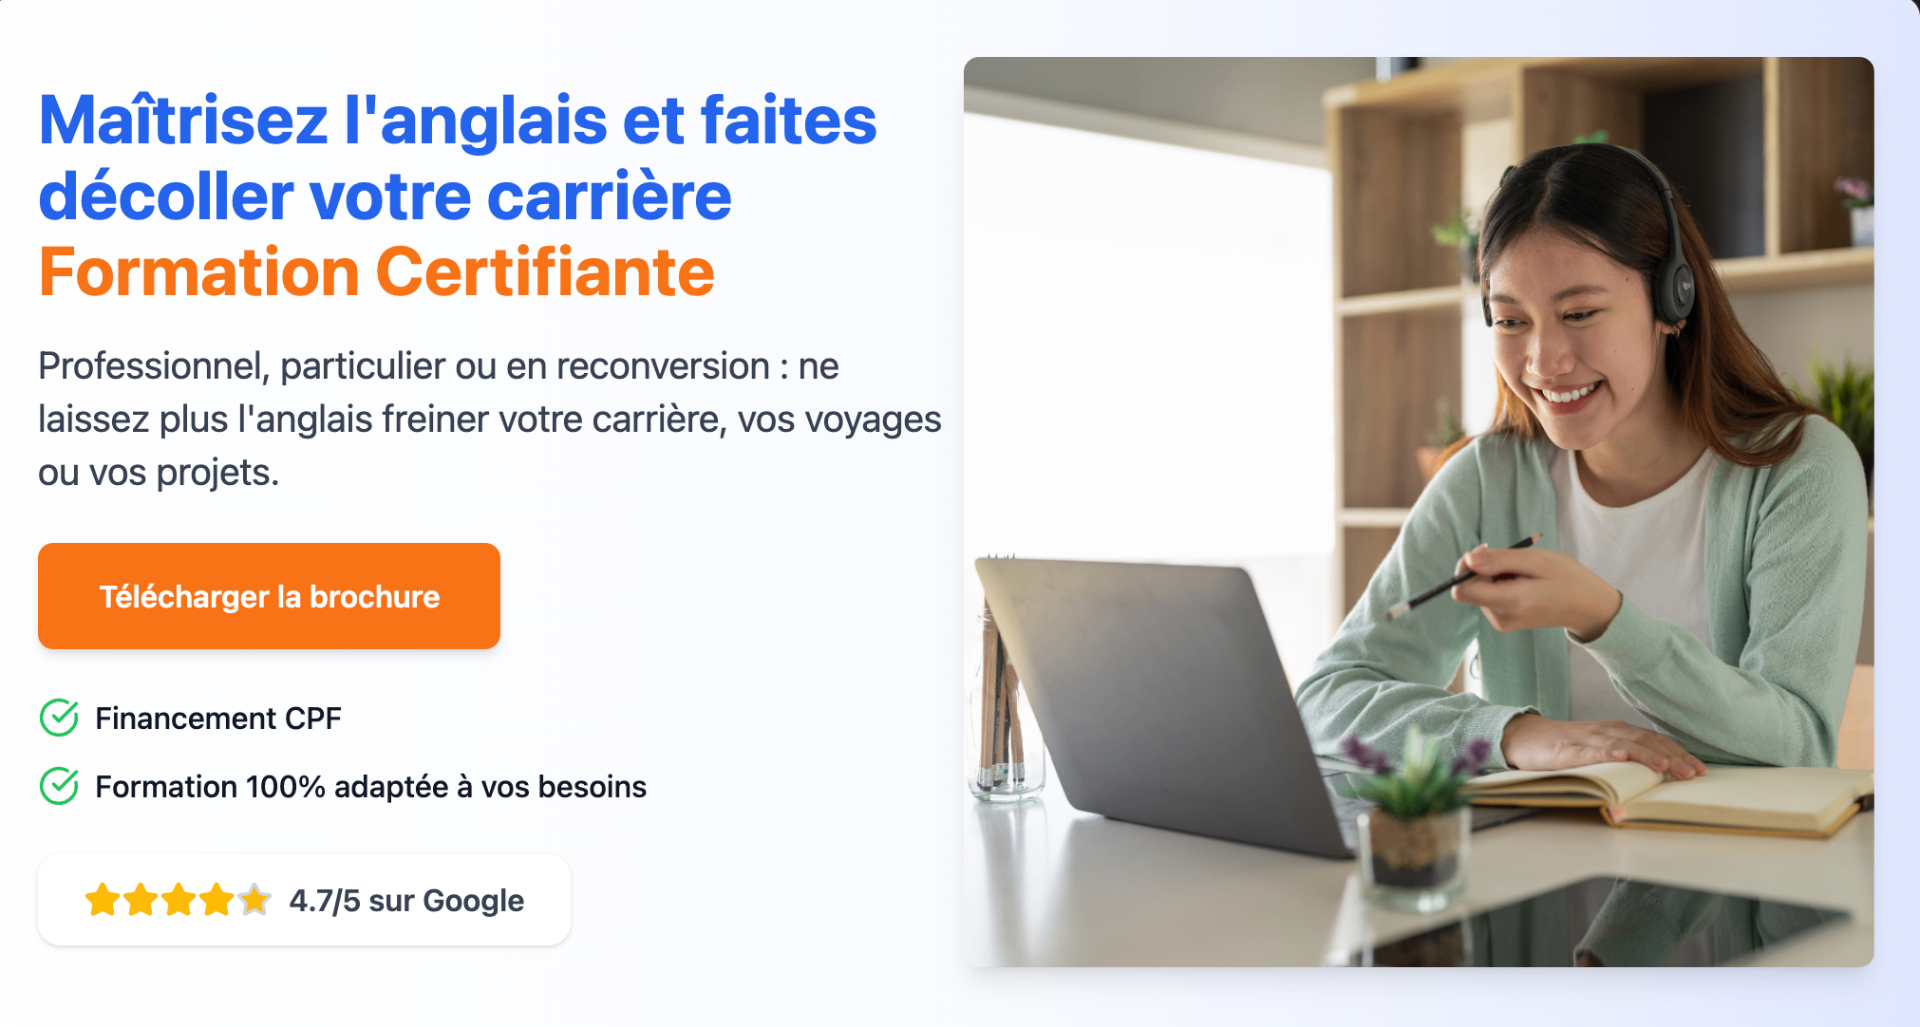 Maîtrisez l'anglais et faites
décoller votre carrière
Formation Certifiante
Professionnel, particulier ou en reconversion : ne
laissez plus l'anglais freiner votre carrière, vos voyages
ou vos projets.
Télécharger la brochure
Financement CPF
Formation 100% adaptée à vos besoins
4.7/5 sur Google